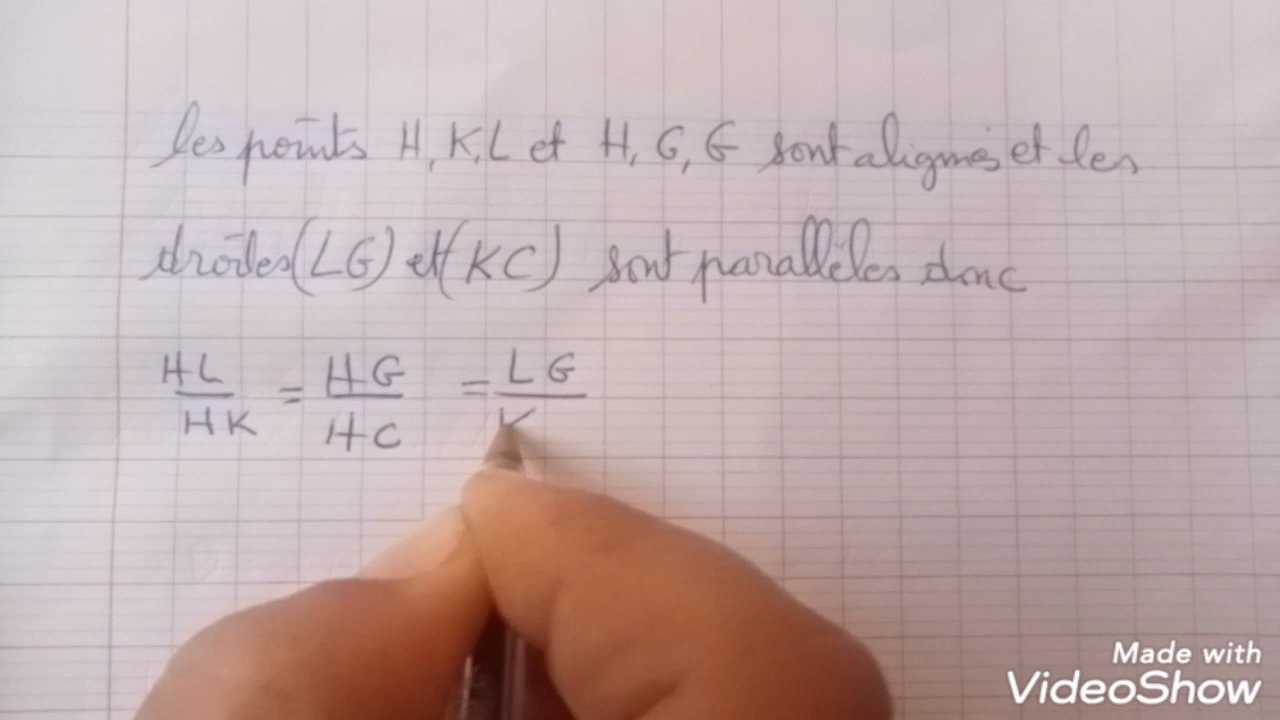 les points H, K, L et H, G, G sont alignés et les
droites (LG) et (KC) sont parallèles donc
HL/HK = HG/HC = LG/K
Made with
VideoShow